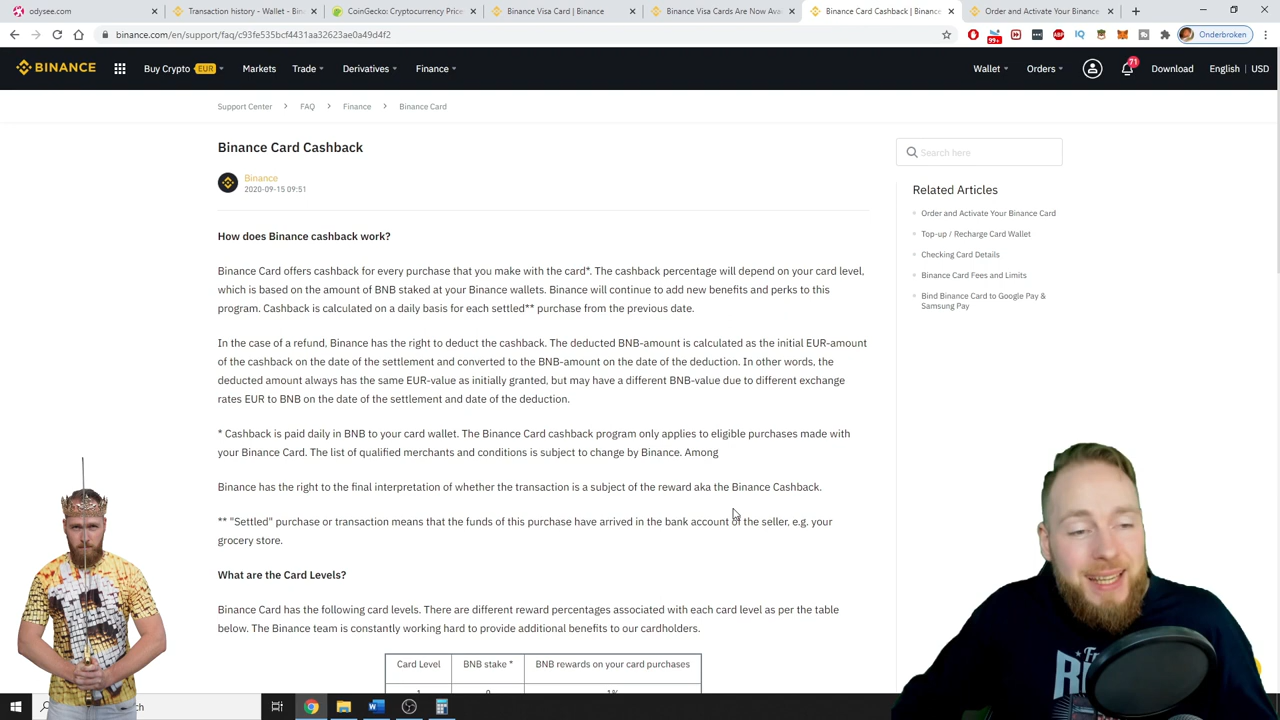 odysee.com
Transaction history - Wallet - Bin
CoinGecko: Cryptocurrency Price
Binance Visa Card | Binance
Binance Visa Cards Are Now Ava
Binance Card Cashback | Binance
Order and Activate Your Binance
binance.com/en/support/faq/c93fe535bcf4431aa32623ae0a49d4f2
99+
ABP
IQ
Onderbroken
BINANCE
Buy Crypto EUR
Markets
Trade
Derivatives
Finance
Wallet
Orders
71
Download
English | USD
Support Center > FAQ > Finance > Binance Card
Binance Card Cashback
Search here
Binance
2020-09-15 09:51
Related Articles
Order and Activate Your Binance Card
Top-up / Recharge Card Wallet
Checking Card Details
Binance Card Fees and Limits
Bind Binance Card to Google Pay &
Samsung Pay
How does Binance cashback work?
Binance Card offers cashback for every purchase that you make with the card*. The cashback percentage will depend on your card level,
which is based on the amount of BNB staked at your Binance wallets. Binance will continue to add new benefits and perks to this
program. Cashback is calculated on a daily basis for each settled** purchase from the previous date.
In the case of a refund, Binance has the right to deduct the cashback. The deducted BNB-amount is calculated as the initial EUR-amount
of the cashback on the date of the settlement and converted to the BNB-amount on the date of the deduction. In other words, the
deducted amount always has the same EUR-value as initially granted, but may have a different BNB-value due to different exchange
rates EUR to BNB on the date of the settlement and date of the deduction.
* Cashback is paid daily in BNB to your card wallet. The Binance Card cashback program only applies to eligible purchases made with
your Binance Card. The list of qualified merchants and conditions is subject to change by Binance. Among
Binance has the right to the final interpretation of whether the transaction is a subject of the reward aka the Binance Cashback.
** "Settled" purchase or transaction means that the funds of this purchase have arrived in the bank account of the seller, e.g. your
grocery store.
What are the Card Levels?
Binance Card has the following card levels. There are different reward percentages associated with each card level as per the table
below. The Binance team is constantly working hard to provide additional benefits to our cardholders.
Card Level
BNB stake *
BNB rewards on your card purchases
1
0
1%